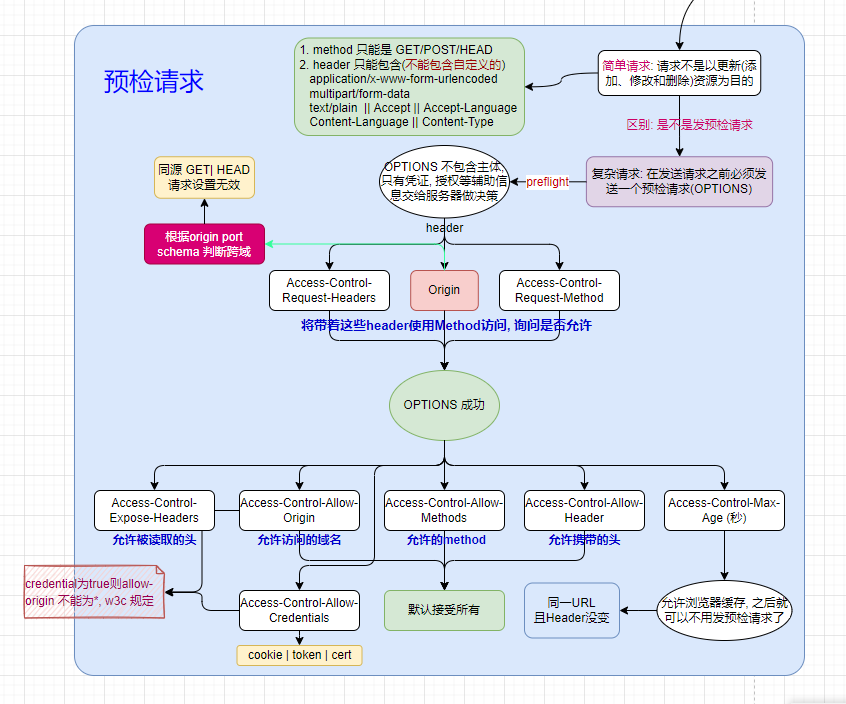 预检请求
1. method 只能是 GET/POST/HEAD
2. header 只能包含(不能包含自定义的)
application/x-www-form-urlencoded
multipart/form-data
text/plain || Accept || Accept-Language
Content-Language || Content-Type
简单请求: 请求不是以更新(添
加、修改和删除)资源为目的
区别: 是不是发预检请求
同源 GET| HEAD
请求设置无效
OPTIONS 不包含主体,
只有凭证, 授权等辅助信
息交给服务器做决策
preflight
复杂请求: 在发送请求之前必须发
送一个预检请求(OPTIONS)
根据origin port
schema 判断跨域
header
Access-Control-
Request-Headers
Origin
Access-Control-
Request-Method
将带着这些header使用Method访问, 询问是否允许
OPTIONS 成功
Access-Control-
Expose-Headers
Access-Control-Allow-
Origin
Access-Control-Allow-
Methods
Access-Control-Allow-
Header
Access-Control-Max-
Age (秒)
允许被读取的头
允许访问的域名
允许的method
允许携带的头
credential为true则allow-
origin 不能为*, w3c 规定
Access-Control-Allow-
Credentials
默认接受所有
同一URL
且Header没变
允许浏览器缓存, 之后就
可以不用发预检请求了
cookie | token | cert